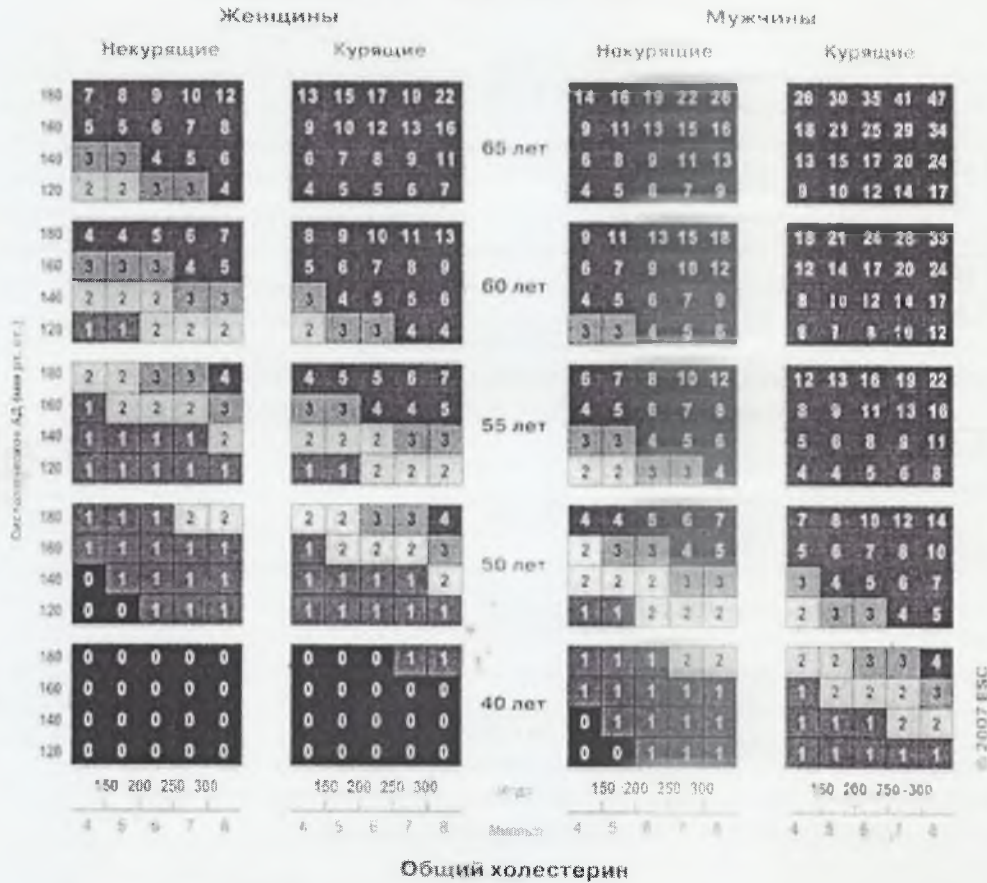 Женщины Мужчины
Некурящие Курящие Некурящие Курящие
180 7 8 9 10 12 13 15 17 19 22 14 16 19 22 26 26 30 35 41 47
160 5 5 6 7 8 9 10 12 13 16 9 11 13 15 16 18 21 25 29 34
65 лет
140 3 3 4 5 6 6 7 8 9 11 6 8 9 11 13 13 15 17 20 24
120 2 2 3 3 4 4 5 5 6 7 4 5 6 7 9 9 10 12 14 17
180 4 4 5 6 7 8 9 10 11 13 9 11 13 15 18 18 21 24 28 33
160 3 3 3 4 5 5 6 7 8 9 6 7 9 10 12 12 14 17 20 24
60 лет
140 2 2 2 3 3 3 4 5 5 6 4 5 6 7 9 8 10 12 14 17
120 1 1 2 2 2 2 3 3 4 4 3 3 4 5 6 6 7 8 10 12
180 2 2 3 3 4 4 5 5 6 7 6 7 8 10 12 12 13 16 19 22
160 1 2 2 2 3 3 3 4 4 5 4 5 6 7 8 8 9 11 13 16
55 лет
140 1 1 1 1 2 2 2 2 3 3 3 3 4 5 6 5 6 8 9 11
120 1 1 1 1 1 1 1 2 2 2 2 2 3 3 4 4 4 5 6 8
180 1 1 1 2 2 2 2 3 3 4 4 4 5 6 7 7 8 10 12 14
160 1 1 1 1 1 1 2 2 2 3 2 3 3 4 5 5 6 7 8 10
50 лет
140 0 1 1 1 1 1 1 1 1 2 2 2 2 3 3 3 4 5 6 7
120 0 0 1 1 1 1 1 1 1 1 1 1 2 2 2 2 3 3 4 5
180 0 0 0 0 0 0 0 0 1 1 1 1 1 2 2 2 2 3 3 4
160 0 0 0 0 0 0 0 0 0 0 1 1 1 1 1 1 2 2 2 3
40 лет
140 0 0 0 0 0 0 0 0 0 0 0 1 1 1 1 1 1 1 2 2
120 0 0 0 0 0 0 0 0 0 0 0 0 1 1 1 1 1 1 1 1
150 200 250 300 150 200 250 300 150 200 250 300 150 200 250 300
4 5 6 7 8 4 5 6 7 8 4 5 6 7 8 4 5 6 7 8
Общий холестерин
Систолическое АД (мм рт. ст.)
© 2007 ESC